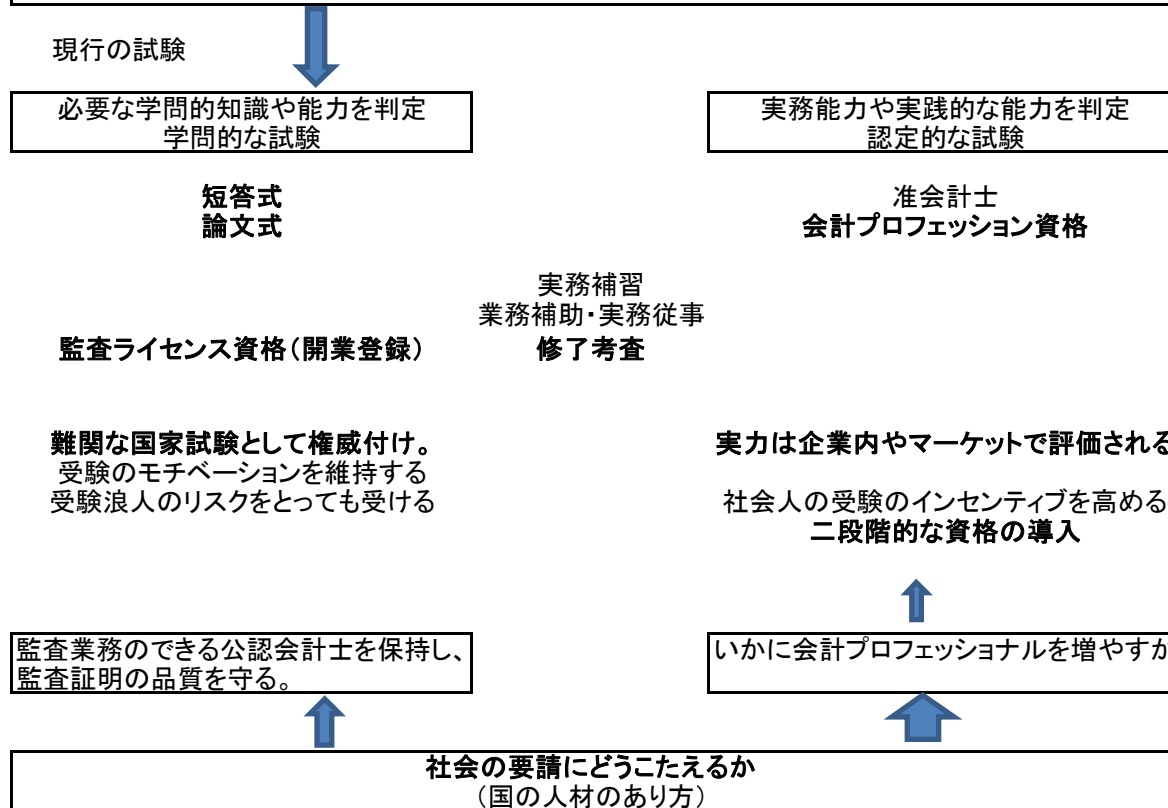 現行の試験
必要な学問的知識や能力を判定
学問的な試験
実務能力や実践的な能力を判定
認定的な試験
短答式
論文式
准会計士
会計プロフェッション資格
実務補習
業務補助・実務従事
監査ライセンス資格(開業登録)
修了考査
難関な国家試験として権威付け。
受験のモチベーションを維持する
受験浪人のリスクをとっても受ける
実力は企業内やマーケットで評価される
社会人の受験のインセンティブを高める
二段階的な資格の導入
監査業務のできる公認会計士を保持し、
監査証明の品質を守る。
いかに会計プロフェッショナルを増やすか
社会の要請にどうこたえるか
(国の人材のあり方)